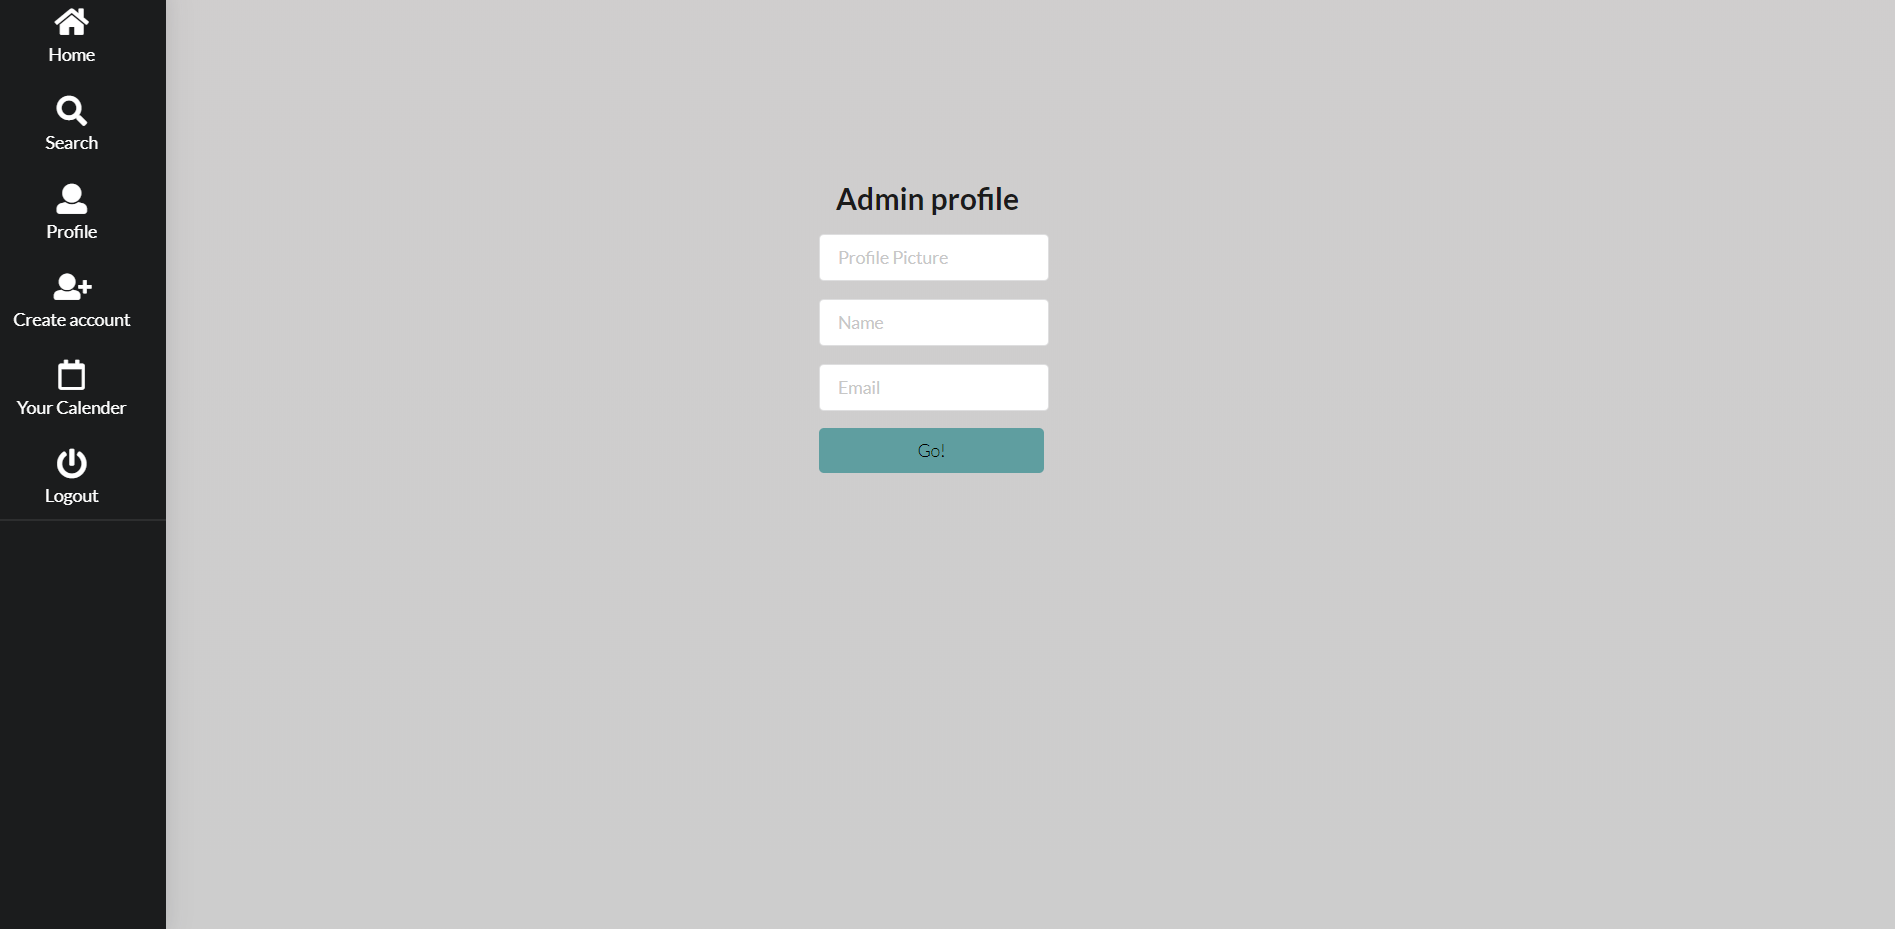 Home
Search
Profile
Create account
Your Calender
Logout
Admin profile
Profile Picture
Name
Email
Go!